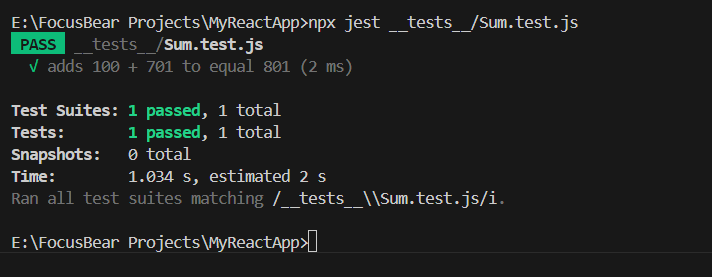 E:\FocusBear Projects\MyReactApp>npx jest __tests__/Sum.test.js
PASS __tests__/Sum.test.js
√ adds 100 + 701 to equal 801 (2 ms)
Test Suites: 1 passed, 1 total
Tests: 1 passed, 1 total
Snapshots: 0 total
Time: 1.034 s, estimated 2 s
Ran all test suites matching /__tests__\\Sum.test.js/i.
E:\FocusBear Projects\MyReactApp>